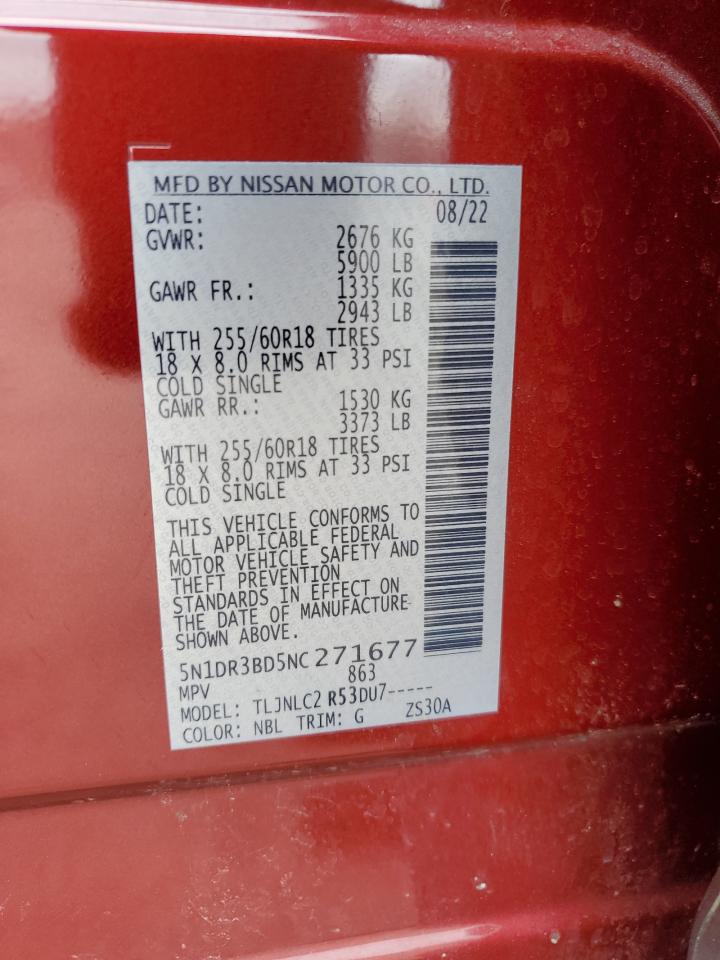 MFD BY NISSAN MOTOR CO., LTD.
DATE: 08/22
GVWR: 2676 KG
5900 LB
GAWR FR.: 1335 KG
2943 LB
WITH 255/60R18 TIRES
18 X 8.0 RIMS AT 33 PSI
COLD SINGLE
GAWR RR.: 1530 KG
3373 LB
WITH 255/60R18 TIRES
18 X 8.0 RIMS AT 33 PSI
COLD SINGLE
THIS VEHICLE CONFORMS TO
ALL APPLICABLE FEDERAL
MOTOR VEHICLE SAFETY AND
THEFT PREVENTION
STANDARDS IN EFFECT ON
THE DATE OF MANUFACTURE
SHOWN ABOVE.
5N1DR3BD5NC271677
MPV 863
MODEL: TLJNLC2 R53DU7-----
COLOR: NBL TRIM: G ZS30A